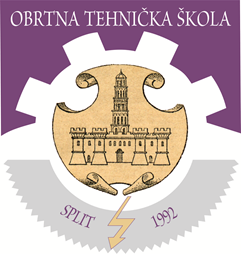 OBRTNA TEHNIČKA ŠKOLA
SPLIT 1992